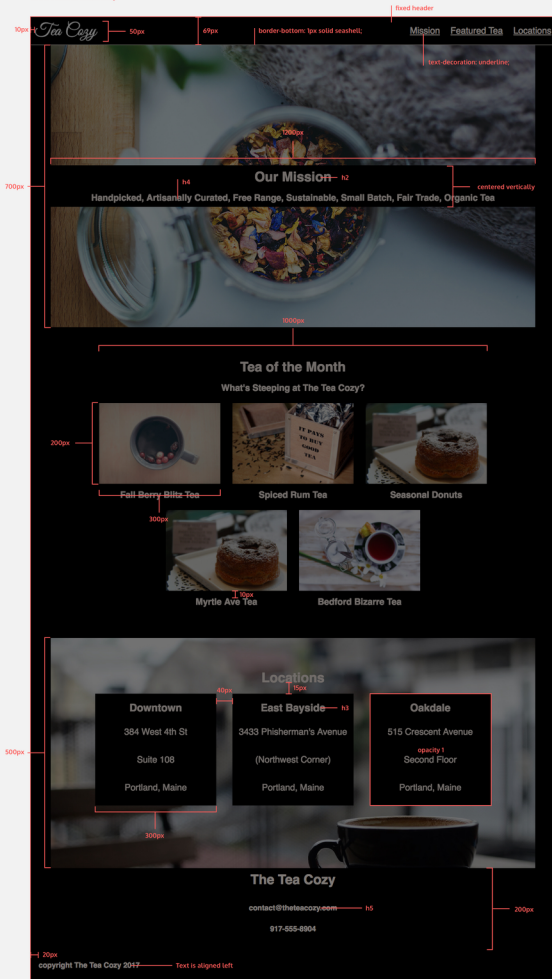 fixed header
10px
Tea Cozy
50px
69px
border-bottom: 1px solid seashell;
Mission
Featured Tea
Locations
text-decoration: underline;
1200px
Our Mission
h2
h4
700px
centered vertically
Handpicked, Artisanally Curated, Free Range, Sustainable, Small Batch, Fair Trade, Organic Tea
1000px
Tea of the Month
What's Steeping at The Tea Cozy?
IT PAYS
TO BUY
GOOD
TEA
200px
Fall Berry Blitz Tea
Spiced Rum Tea
Seasonal Donuts
300px
10px
Myrtle Ave Tea
Bedford Bizarre Tea
Locations
40px
15px
Downtown
East Bayside
h3
Oakdale
384 West 4th St
3433 Phisherman's Avenue
515 Crescent Avenue
500px
opacity 1
Suite 108
(Northwest Corner)
Second Floor
Portland, Maine
Portland, Maine
Portland, Maine
300px
The Tea Cozy
contact@theteacozy.com
h5
200px
917-555-8904
20px
copyright The Tea Cozy 2017
Text is aligned left